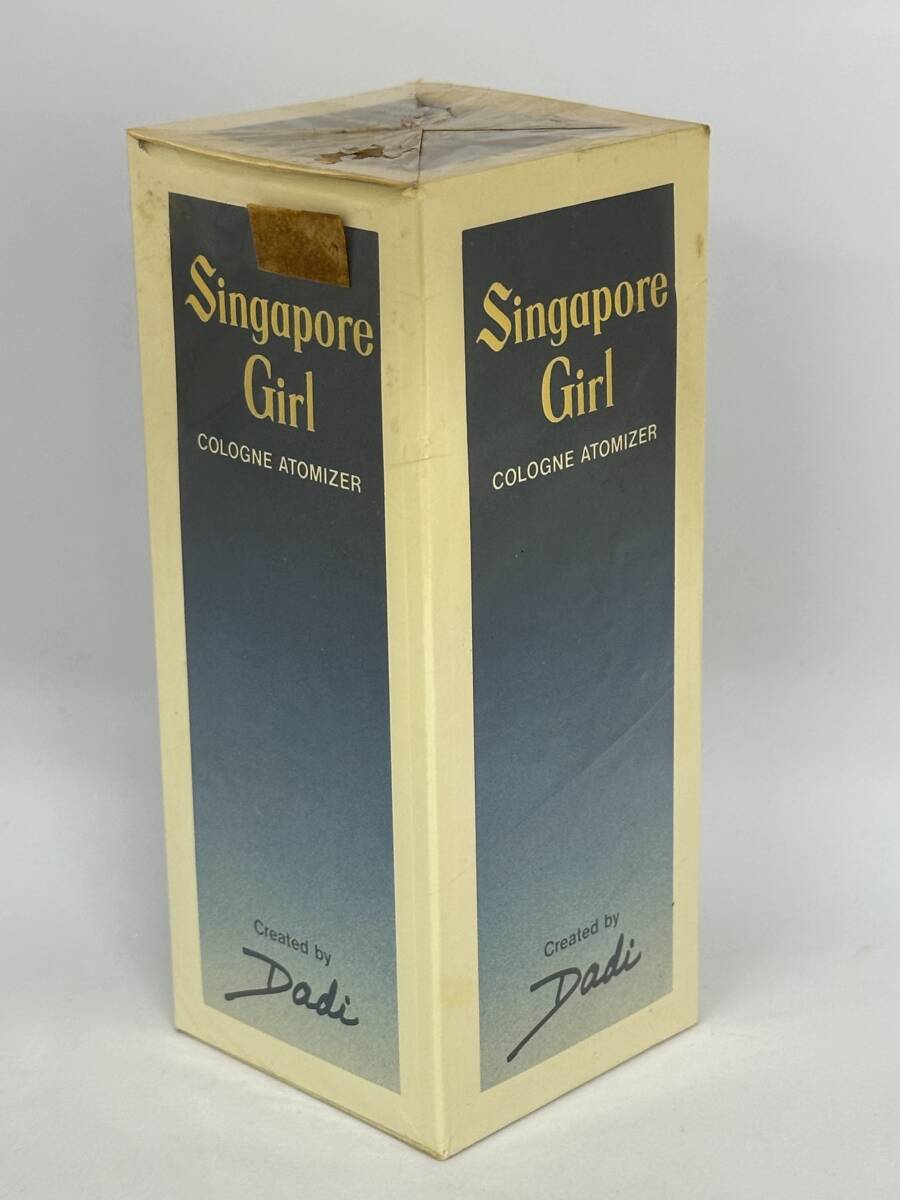 Singapore
Girl
COLOGNE ATOMIZER
Created by
Dadi
Singapore
Girl
COLOGNE ATOMIZER
Created by
Dadi